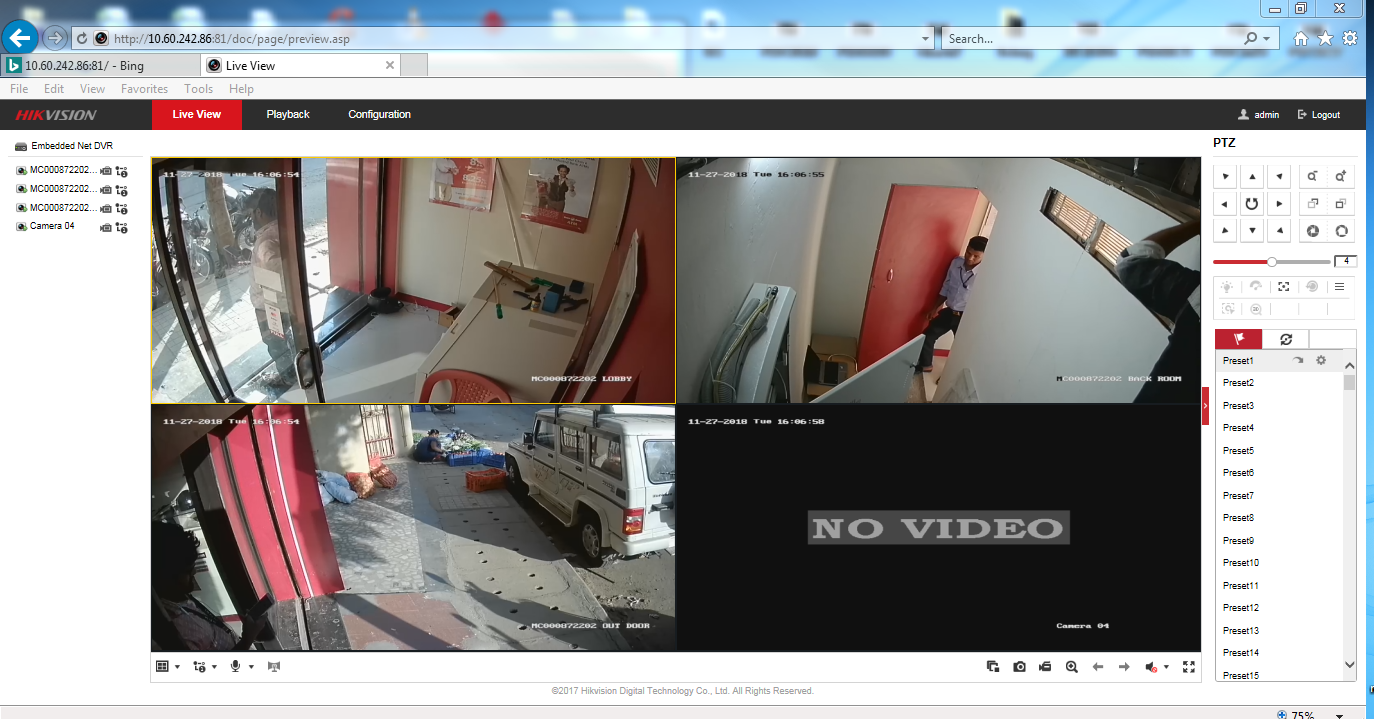 http://10.60.242.86:81/doc/page/preview.asp
Search...
10.60.242.86:81/ - Bing
Live View
File Edit View Favorites Tools Help
HIKVISION
Live View
Playback
Configuration
admin
Logout
Embedded Net DVR
MC000872202...
MC000872202...
MC000872202...
Camera 04
11-27-2018 Tue 16:06:54
MC000872202 LOBBY
11-27-2018 Tue 16:06:55
MC000872202 BACK ROOM
11-27-2018 Tue 16:06:54
MC000872202 OUT DOOR
11-27-2018 Tue 16:06:58
NO VIDEO
Camera 04
PTZ
4
3D
Preset1
Preset2
Preset3
Preset4
Preset5
Preset6
Preset7
Preset8
Preset9
Preset10
Preset11
Preset12
Preset13
Preset14
Preset15
©2017 Hikvision Digital Technology Co., Ltd. All Rights Reserved.
75%